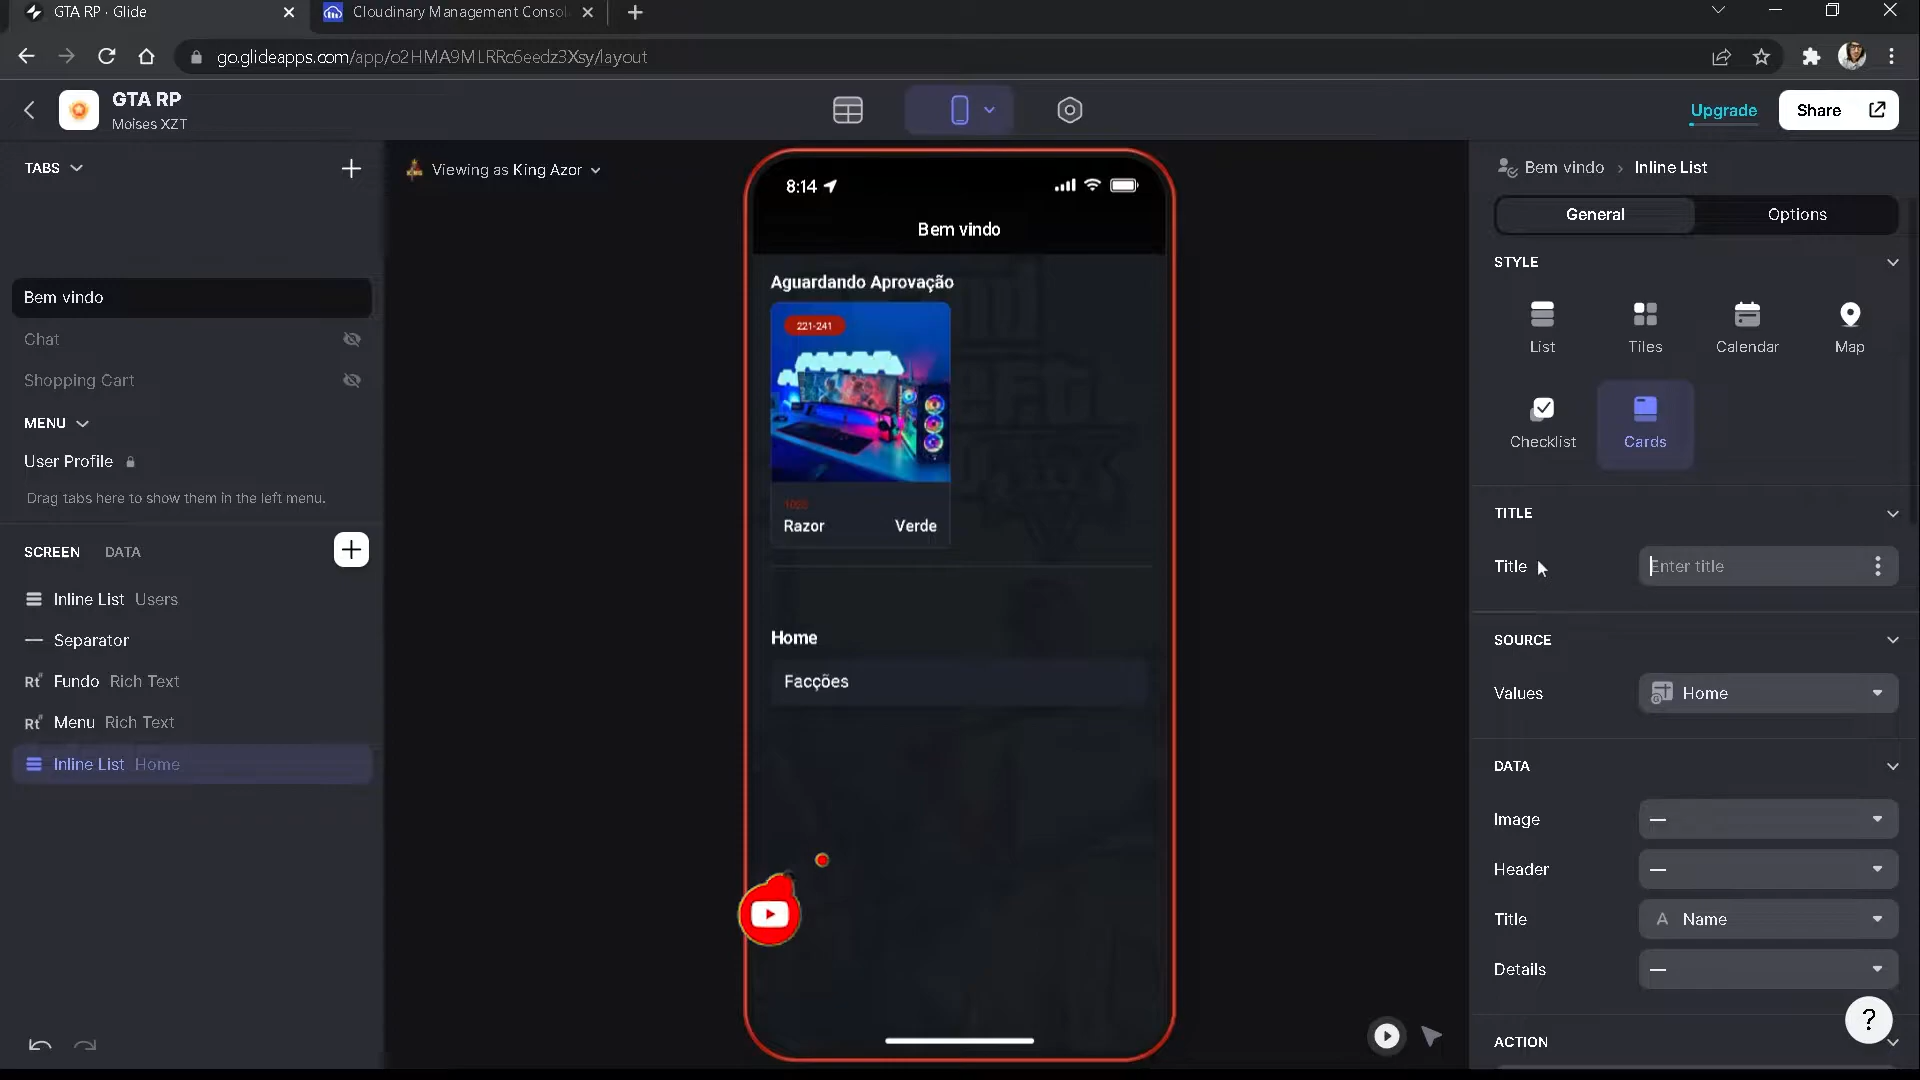 GTA RP · Glide
Cloudinary Management Consol
go.glideapps.com/app/o2HMA9MLRRc6eedz3Xsy/layout
GTA RP
Moises XZT
Upgrade
Share
TABS
Bem vindo
Chat
Shopping Cart
MENU
User Profile
Drag tabs here to show them in the left menu.
SCREEN DATA
Inline List Users
Separator
Rt Fundo Rich Text
Rt Menu Rich Text
Inline List Home
Viewing as King Azor
8:14
Bem vindo
Aguardando Aprovação
221-241
Razor Verde
Home
Facções
Bem vindo › Inline List
General Options
STYLE
List Tiles Calendar Map
Checklist Cards
TITLE
Title Enter title
SOURCE
Values Home
DATA
Image —
Header —
Title A Name
Details —
?
ACTION